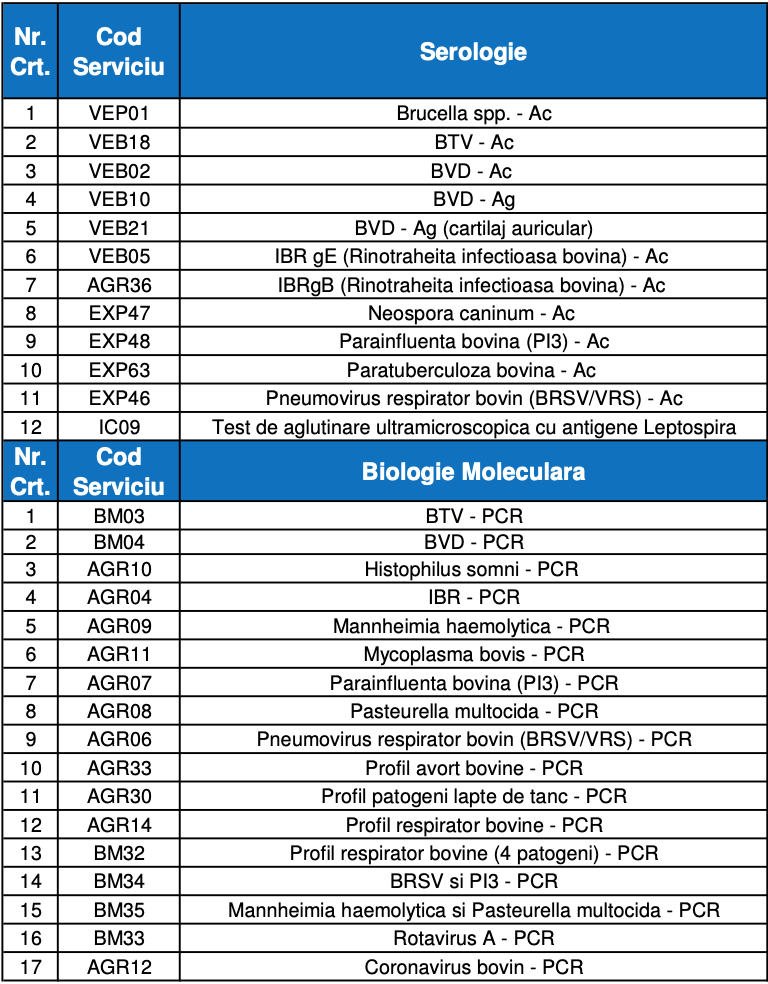 Nr. Crt. Cod Serviciu Serologie
1 VEP01 Brucella spp. - Ac
2 VEB18 BTV - Ac
3 VEB02 BVD - Ac
4 VEB10 BVD - Ag
5 VEB21 BVD - Ag (cartilaj auricular)
6 VEB05 IBR gE (Rinotraheita infectioasa bovina) - Ac
7 AGR36 IBRgB (Rinotraheita infectioasa bovina) - Ac
8 EXP47 Neospora caninum - Ac
9 EXP48 Parainfluenta bovina (PI3) - Ac
10 EXP63 Paratuberculoza bovina - Ac
11 EXP46 Pneumovirus respirator bovin (BRSV/VRS) - Ac
12 IC09 Test de aglutinare ultramicroscopica cu antigene Leptospira
Nr. Crt. Cod Serviciu Biologie Moleculara
1 BM03 BTV - PCR
2 BM04 BVD - PCR
3 AGR10 Histophilus somni - PCR
4 AGR04 IBR - PCR
5 AGR09 Mannheimia haemolytica - PCR
6 AGR11 Mycoplasma bovis - PCR
7 AGR07 Parainfluenta bovina (PI3) - PCR
8 AGR08 Pasteurella multocida - PCR
9 AGR06 Pneumovirus respirator bovin (BRSV/VRS) - PCR
10 AGR33 Profil avort bovine - PCR
11 AGR30 Profil patogeni lapte de tanc - PCR
12 AGR14 Profil respirator bovine - PCR
13 BM32 Profil respirator bovine (4 patogeni) - PCR
14 BM34 BRSV si PI3 - PCR
15 BM35 Mannheimia haemolytica si Pasteurella multocida - PCR
16 BM33 Rotavirus A - PCR
17 AGR12 Coronavirus bovin - PCR